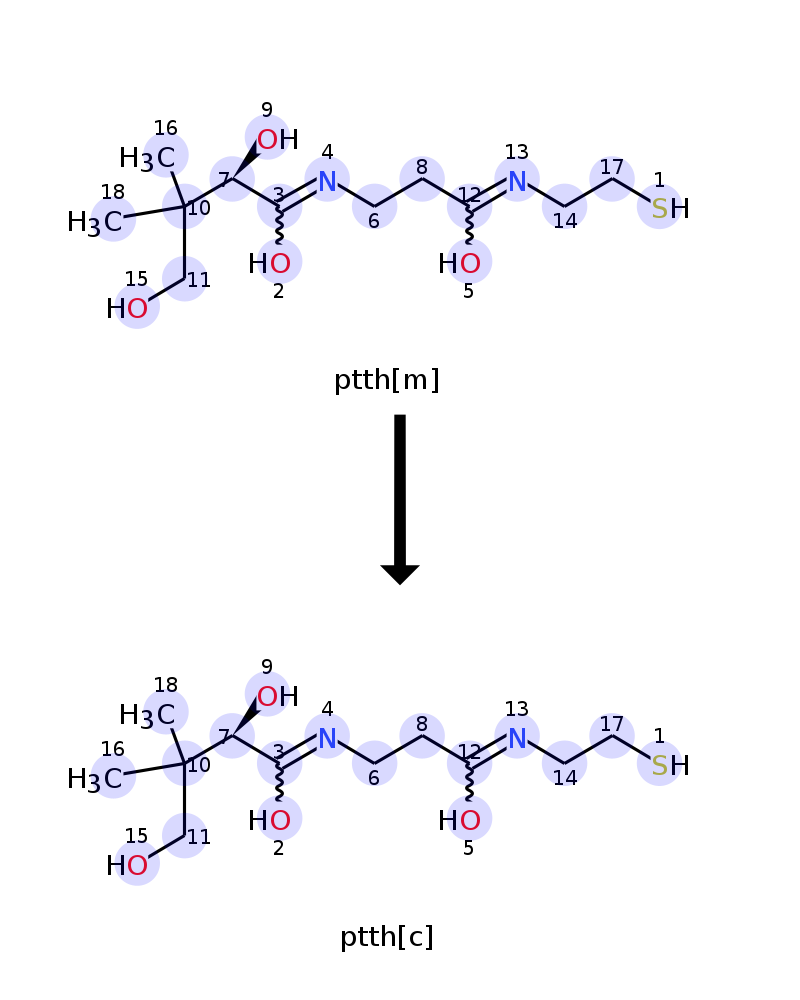 9
16 OH 4 8 13 17 1
H3C 7 N 3 12 N SH
18 10 6 14
H3C HO HO
15 11 2 5
HO
ptth[m]
9
18 OH 4 8 13 17 1
H3C 7 N 3 12 N SH
16 10 6 14
H3C HO HO
15 11 2 5
HO
ptth[c]